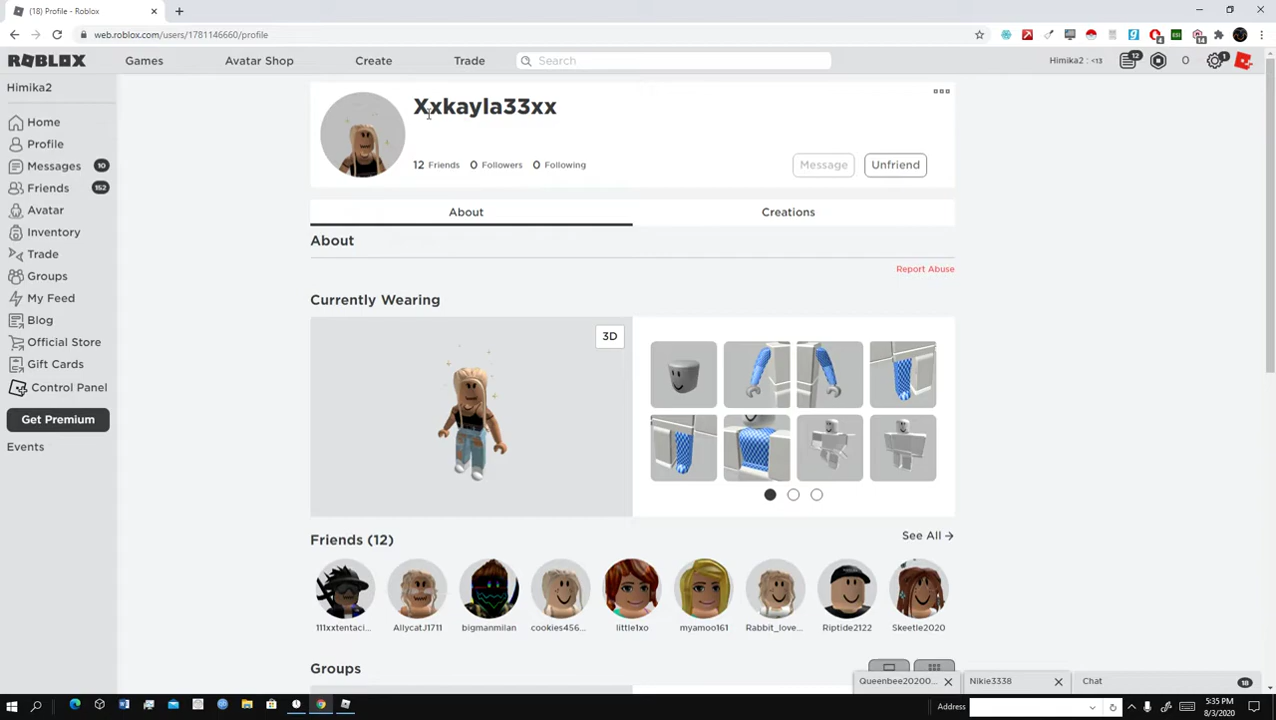 (18) Profile - Roblox
web.roblox.com/users/1781146660/profile
ROBLOX
Games
Avatar Shop
Create
Trade
Search
Himika2: <13
12
0
1
Himika2
Home
Profile
Messages
10
Friends
152
Avatar
Inventory
Trade
Groups
My Feed
Blog
Official Store
Gift Cards
Control Panel
Get Premium
Events
Xxkayla33xx
12 Friends 0 Followers 0 Following
Message
Unfriend
About
Creations
About
Report Abuse
Currently Wearing
3D
Friends (12)
See All
111xxtentaci...
AllycatJ1711
bigmanmilan
cookies456...
little1xo
myamoo161
Rabbit_love...
Riptide2122
Skeetle2020
Groups
Queenbee20200...
Nikie3338
Chat
18
Address
5:35 PM
8/3/2020